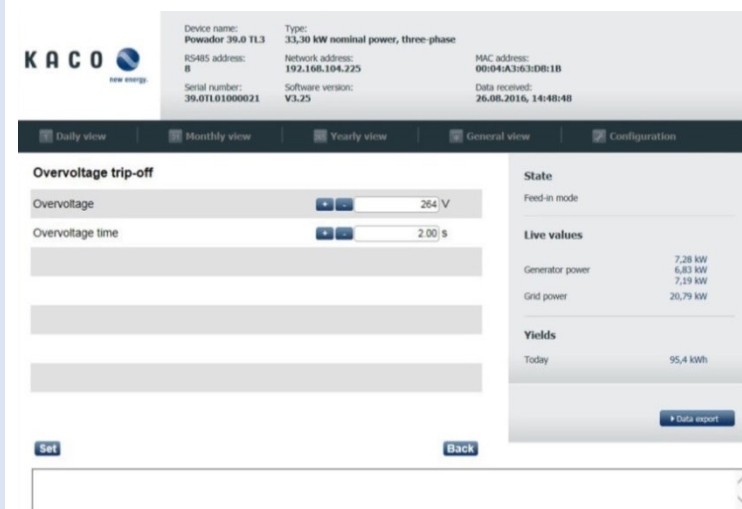 KACO
new energy.
Device name:
Powador 39.0 TL3
RS485 address:
8
Serial number:
39.0TL01000021
Type:
33,30 kW nominal power, three-phase
Network address:
192.168.104.225
Software version:
V3.25
MAC address:
00:04:A3:63:D8:1B
Data received:
26.08.2016, 14:48:48
Daily view
Monthly view
Yearly view
General view
Configuration
Overvoltage trip-off
Overvoltage + - 264 V
Overvoltage time + - 2.00 s
Set
Back
State
Feed-in mode
Live values
Generator power
7,28 kW
6,83 kW
7,19 kW
Grid power 20,79 kW
Yields
Today 95,4 kWh
Data export